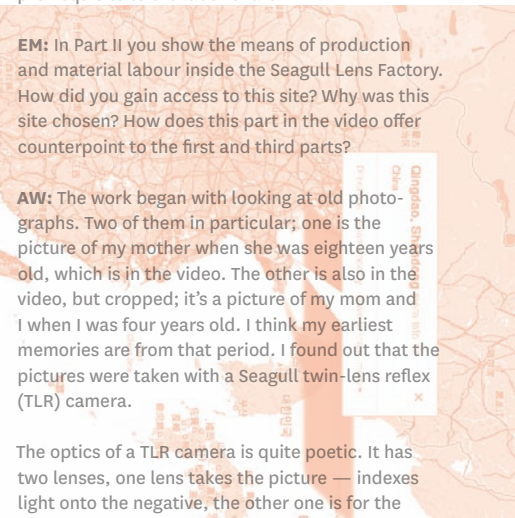 EM: In Part II you show the means of production
and material labour inside the Seagull Lens Factory.
How did you gain access to this site? Why was this
site chosen? How does this part in the video offer
counterpoint to the first and third parts?
AW: The work began with looking at old photo-
graphs. Two of them in particular; one is the
picture of my mother when she was eighteen years
old, which is in the video. The other is also in the
video, but cropped; it’s a picture of my mom and
I when I was four years old. I think my earliest
memories are from that period. I found out that the
pictures were taken with a Seagull twin-lens reflex
(TLR) camera.
The optics of a TLR camera is quite poetic. It has
two lenses, one lens takes the picture — indexes
light onto the negative, the other one is for the
Qingdao, Shandong
China
대한민국